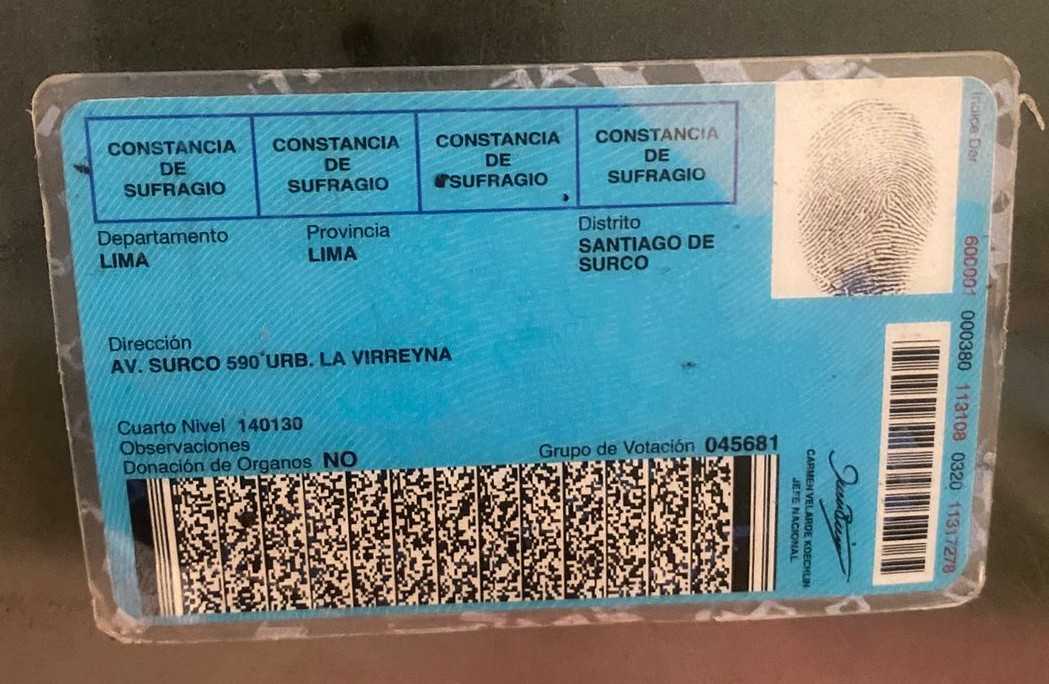 CONSTANCIA DE SUFRAGIO
CONSTANCIA DE SUFRAGIO
CONSTANCIA DE SUFRAGIO
CONSTANCIA DE SUFRAGIO
Indice Der
Departamento
LIMA
Provincia
LIMA
Distrito
SANTIAGO DE
SURCO
Dirección
AV. SURCO 590 URB. LA VIRREYNA
Cuarto Nivel 140130
Observaciones
Donación de Organos NO
Grupo de Votación 045681
CARMEN VELARDE KOECHLIN
JEFE NACIONAL
600001 000380 113108 0320 11317278